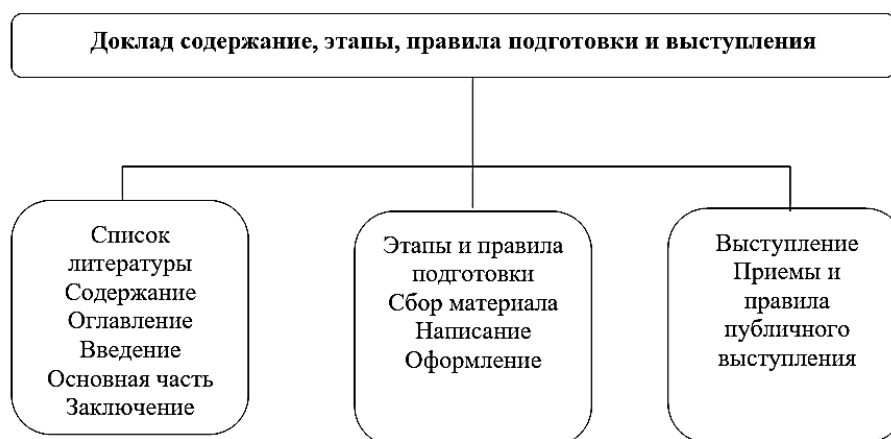 Доклад содержание, этапы, правила подготовки и выступления
Список
литературы
Содержание
Оглавление
Введение
Основная часть
Заключение
Этапы и правила
подготовки
Сбор материала
Написание
Оформление
Выступление
Приемы и
правила
публичного
выступления